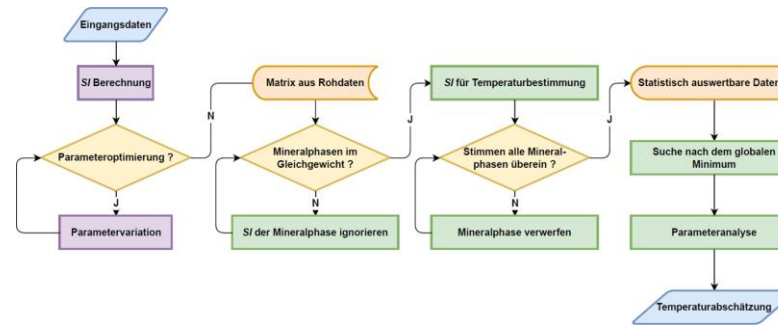 Eingangsdaten
SI Berechnung
Parameteroptimierung ?
J
Parametervariation
N
Matrix aus Rohdaten
Mineralphasen im
Gleichgewicht ?
N
SI der Mineralphase ignorieren
J
SI für Temperaturbestimmung
Stimmen alle Mineral-
phasen überein ?
N
Mineralphase verwerfen
J
Statistisch auswertbare Daten
Suche nach dem globalen
Minimum
Parameteranalyse
Temperaturabschätzung